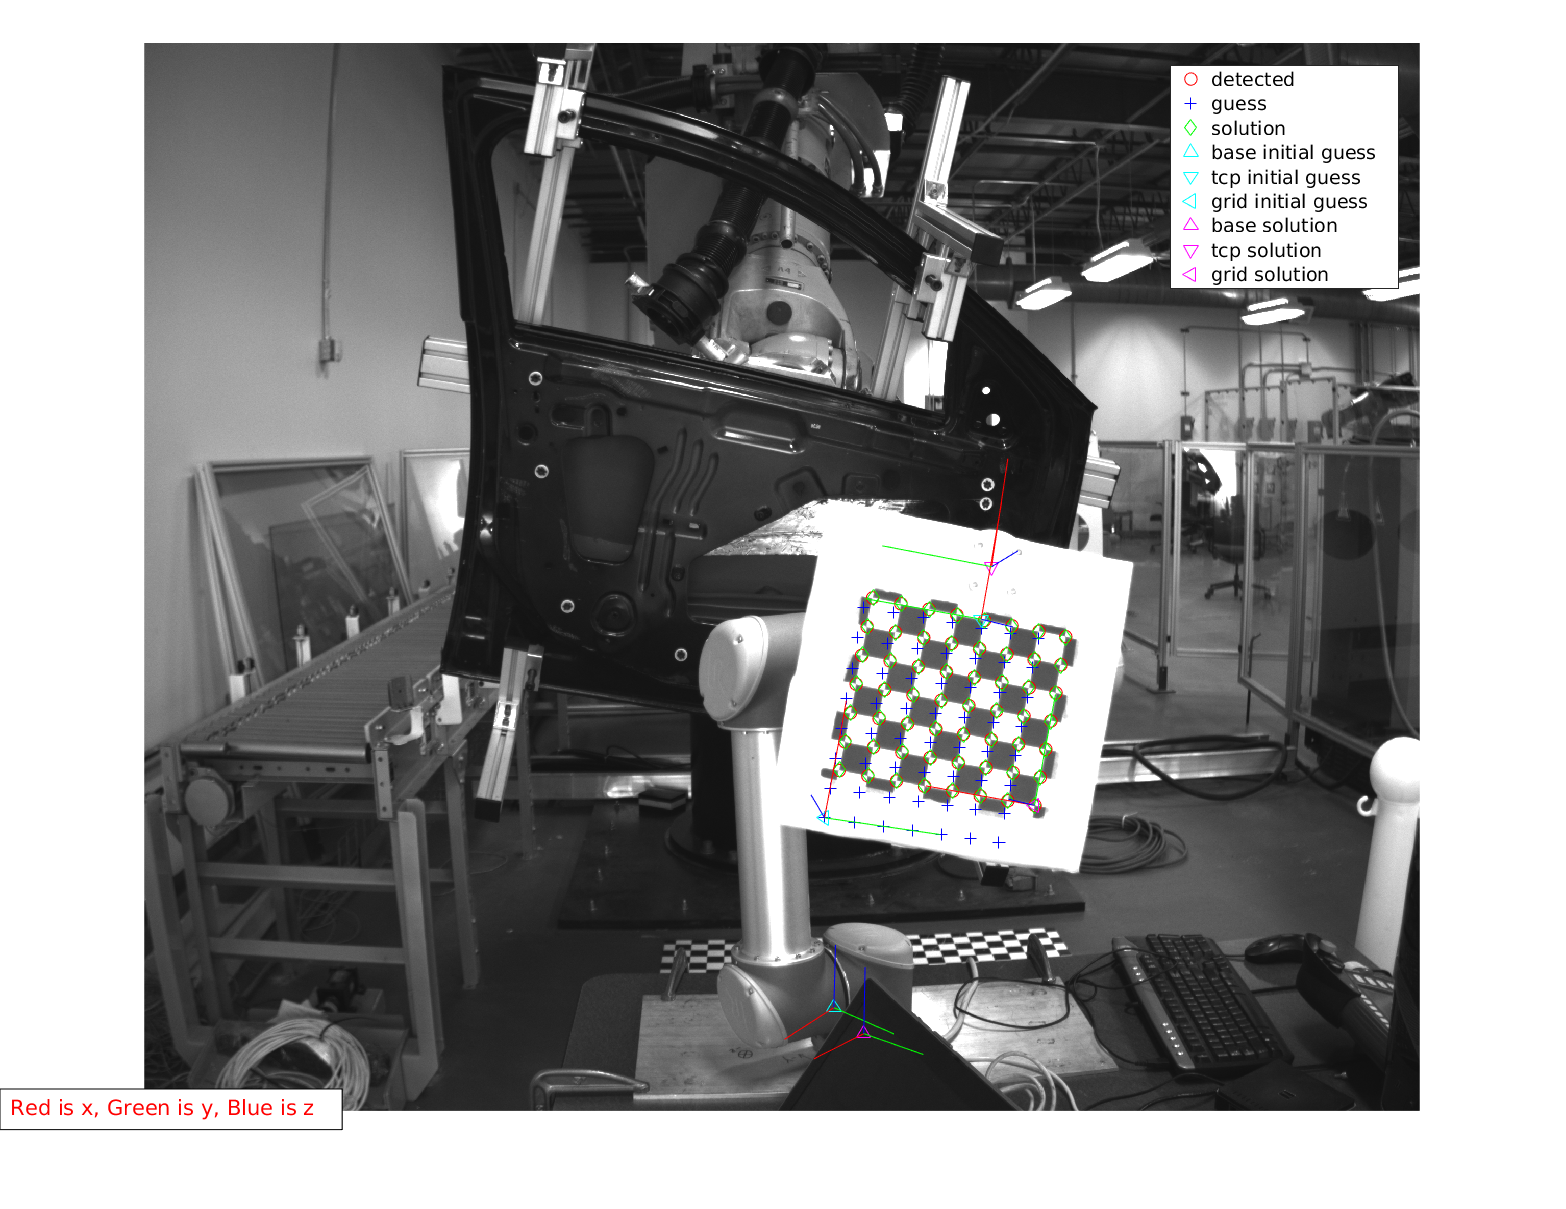 detected
guess
solution
base initial guess
tcp initial guess
grid initial guess
base solution
tcp solution
grid solution
Red is x, Green is y, Blue is z